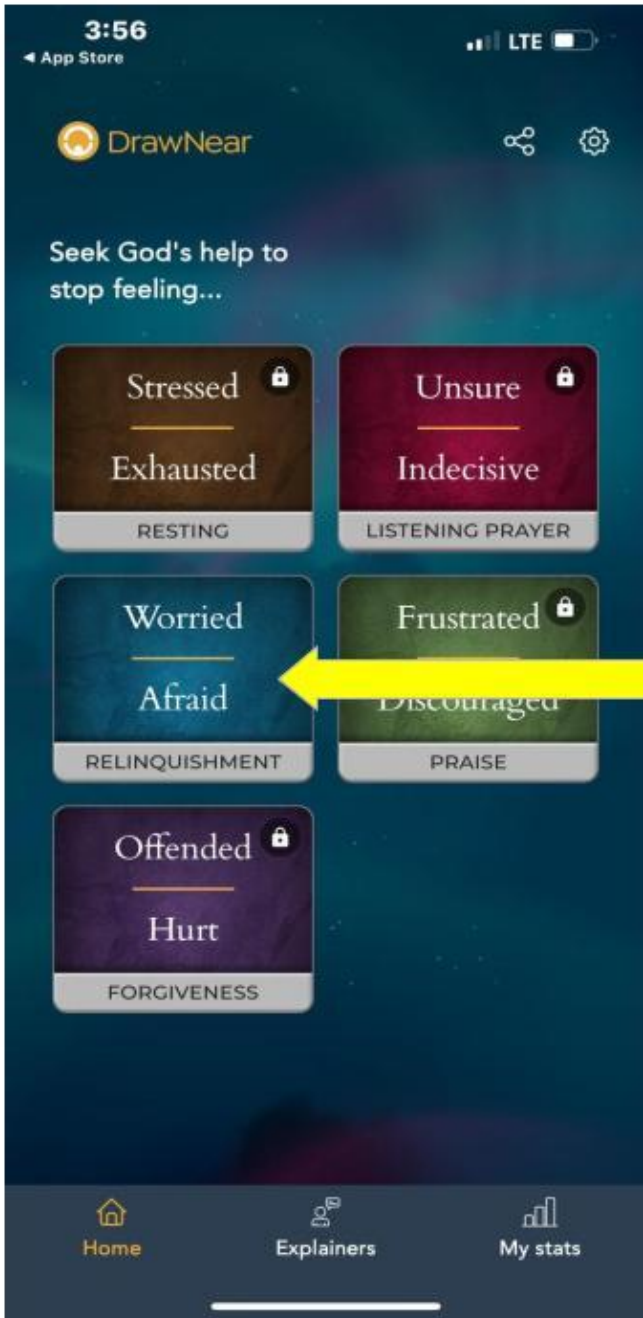 3:56
LTE
◄ App Store
DrawNear
Seek God's help to
stop feeling...
Stressed
Exhausted
RESTING
Unsure
Indecisive
LISTENING PRAYER
Worried
Afraid
RELINQUISHMENT
Frustrated
Discouraged
PRAISE
Offended
Hurt
FORGIVENESS
Home
Explainers
My stats